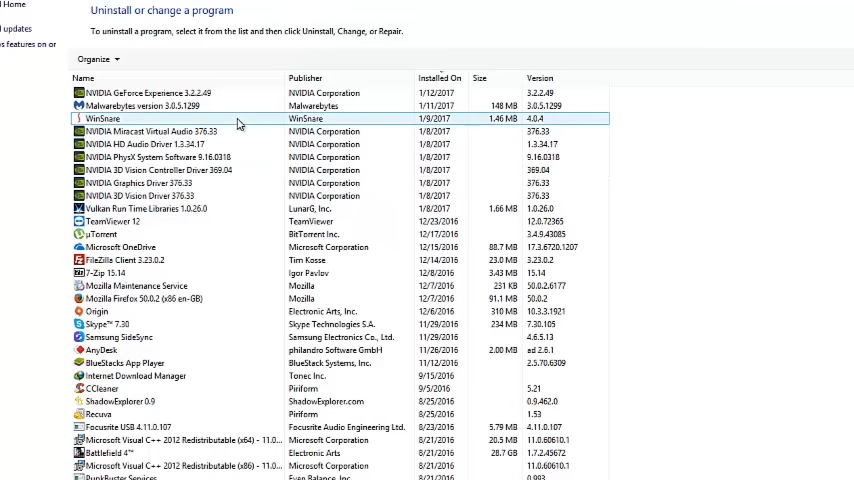 l Home
Uninstall or change a program
l updates
To uninstall a program, select it from the list and then click Uninstall, Change, or Repair.
s features on or
Organize
Name Publisher Installed On Size Version
NVIDIA GeForce Experience 3.2.2.49 NVIDIA Corporation 1/12/2017 3.2.2.49
Malwarebytes version 3.0.5.1299 Malwarebytes 1/11/2017 148 MB 3.0.5.1299
WinSnare WinSnare 1/9/2017 1.46 MB 4.0.4
NVIDIA Miracast Virtual Audio 376.33 NVIDIA Corporation 1/8/2017 376.33
NVIDIA HD Audio Driver 1.3.34.17 NVIDIA Corporation 1/8/2017 1.3.34.17
NVIDIA PhysX System Software 9.16.0318 NVIDIA Corporation 1/8/2017 9.16.0318
NVIDIA 3D Vision Controller Driver 369.04 NVIDIA Corporation 1/8/2017 369.04
NVIDIA Graphics Driver 376.33 NVIDIA Corporation 1/8/2017 376.33
NVIDIA 3D Vision Driver 376.33 NVIDIA Corporation 1/8/2017 376.33
Vulkan Run Time Libraries 1.0.26.0 LunarG, Inc. 1/8/2017 1.66 MB 1.0.26.0
TeamViewer 12 TeamViewer 12/23/2016 12.0.72365
µTorrent BitTorrent Inc. 12/17/2016 3.4.9.43085
Microsoft OneDrive Microsoft Corporation 12/15/2016 88.7 MB 17.3.6720.1207
FileZilla Client 3.23.0.2 Tim Kosse 12/14/2016 23.0 MB 3.23.0.2
7-Zip 15.14 Igor Pavlov 12/8/2016 3.43 MB 15.14
Mozilla Maintenance Service Mozilla 12/7/2016 231 KB 50.0.2.6177
Mozilla Firefox 50.0.2 (x86 en-GB) Mozilla 12/7/2016 91.1 MB 50.0.2
Origin Electronic Arts, Inc. 12/6/2016 310 MB 10.3.3.1921
Skype™ 7.30 Skype Technologies S.A. 11/29/2016 234 MB 7.30.105
Samsung SideSync Samsung Electronics Co., Ltd. 11/29/2016 4.6.5.13
AnyDesk philandro Software GmbH 11/26/2016 2.00 MB ad 2.6.1
BlueStacks App Player BlueStack Systems, Inc. 11/12/2016 2.5.70.6309
Internet Download Manager Tonec Inc. 9/15/2016
CCleaner Piriform 9/5/2016 5.21
ShadowExplorer 0.9 ShadowExplorer.com 8/25/2016 0.9.462.0
Recuva Piriform 8/25/2016 1.53
Focusrite USB 4.11.0.107 Focusrite Audio Engineering Ltd. 8/23/2016 5.79 MB 4.11.0.107
Microsoft Visual C++ 2012 Redistributable (x64) - 11.0... Microsoft Corporation 8/21/2016 20.5 MB 11.0.60610.1
Battlefield 4™ Electronic Arts 8/21/2016 28.7 GB 1.7.2.45672
Microsoft Visual C++ 2012 Redistributable (x86) - 11.0... Microsoft Corporation 8/21/2016 11.0.60610.1
PunkBuster Services Even Balance, Inc. 8/21/2016 0.993